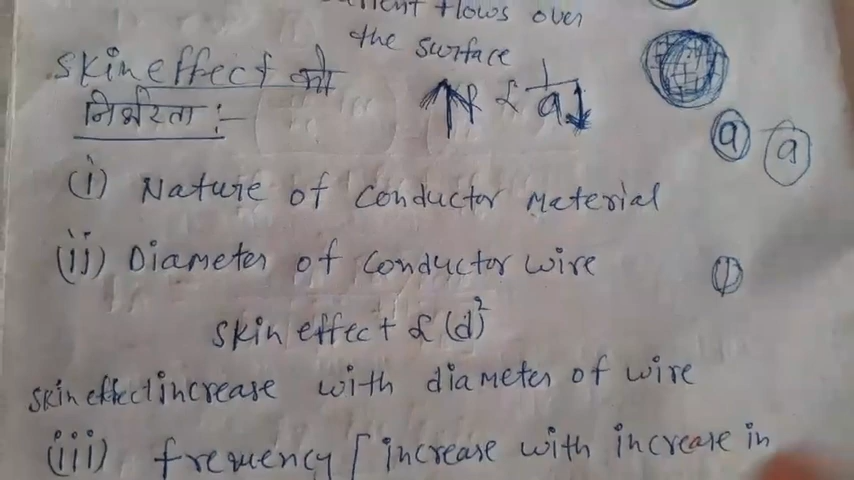 flows over
the surface
skin effect की
निर्भरता :-
↑R ∝ 1/a↓
a a
(i) Nature of Conductor Material
(ii) Diameter of Conductor wire
skin effect ∝ (d)²
skin effect increase with diameter of wire
(iii) frequency [increase with increase in